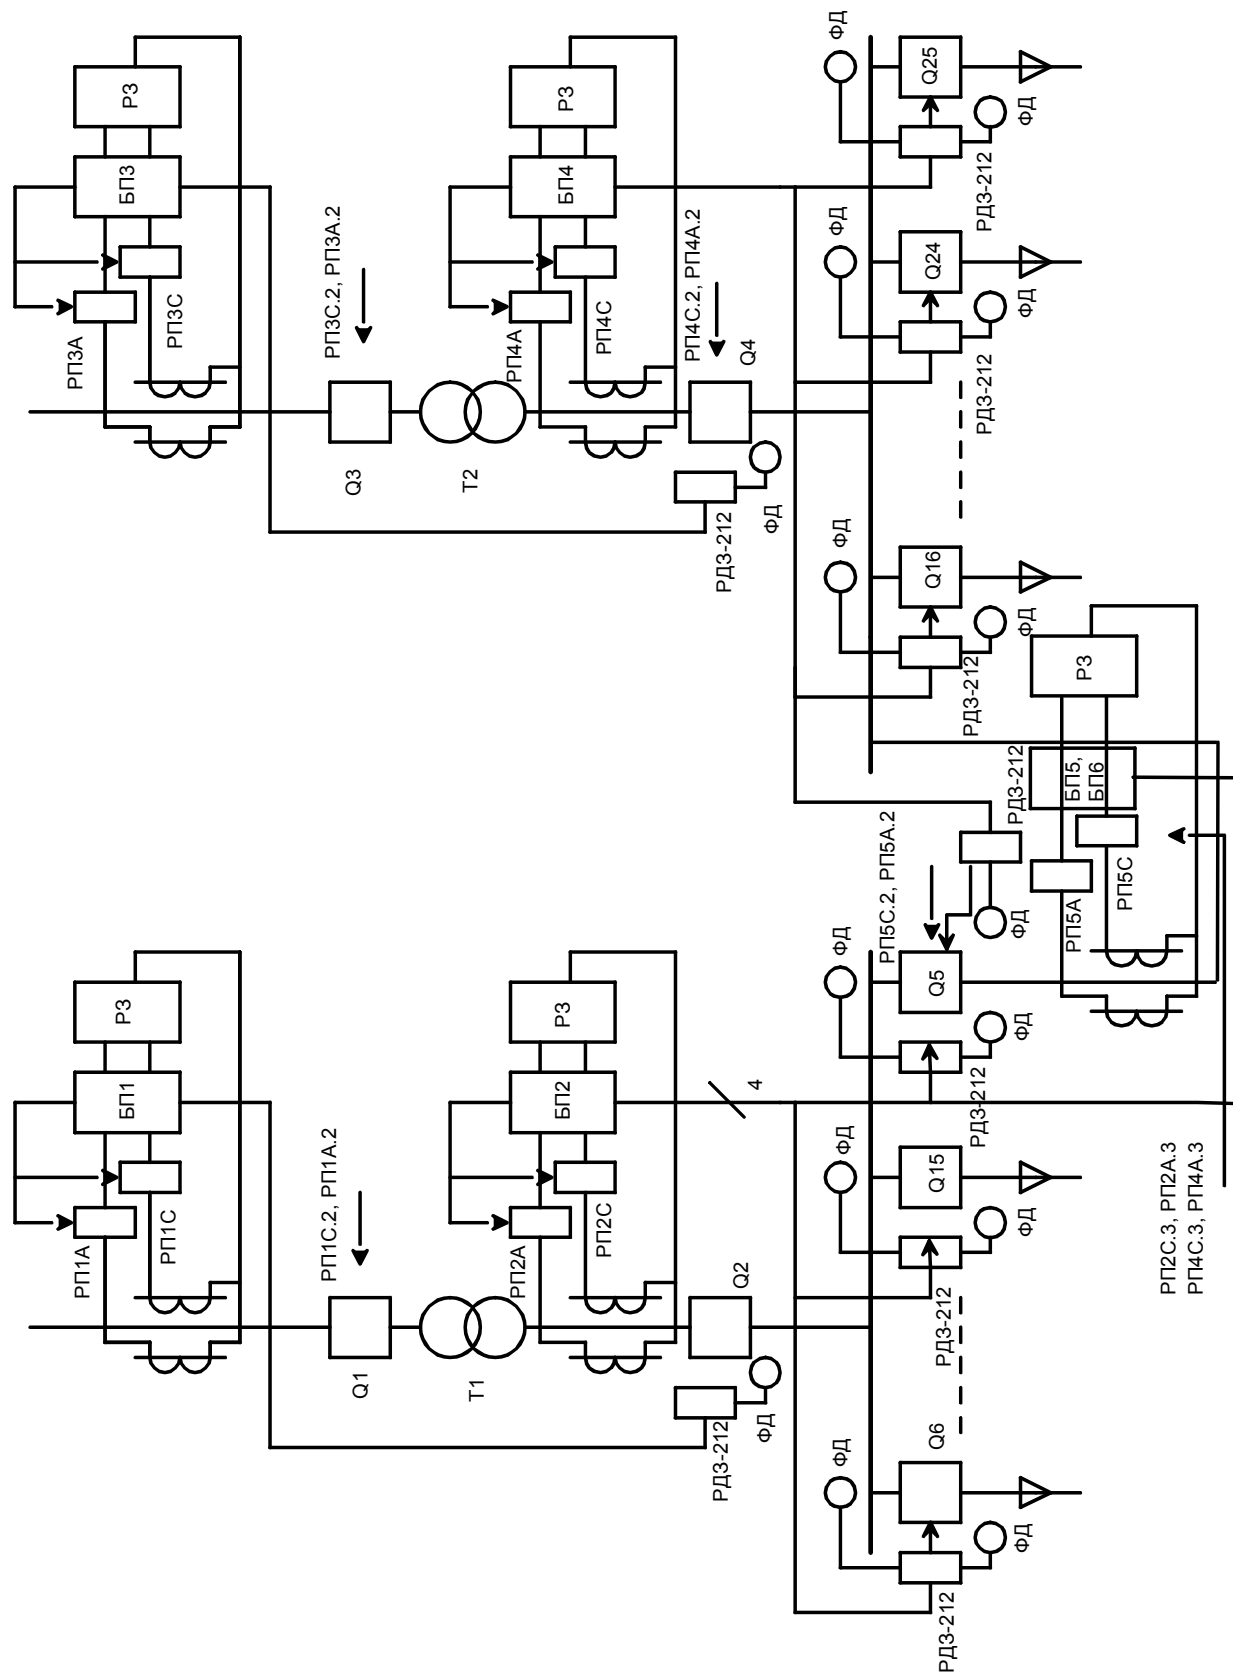 РП1А
РП3А
БП1
РЗ
БП3
РЗ
РП1С
РП3С
РП1С.2, РП1А.2
РП3С.2, РП3А.2
Q1
Q3
T1
T2
РП2А
РП4А
БП2
РЗ
БП4
РЗ
РП2С
РП4С
РП4С.2, РП4А.2
РДЗ-212
РДЗ-212
Q2
4
Q4
ФД
ФД
ФД
ФД
ФД
ФД
ФД
ФД
РП5С.2, РП5А.2
Q6
Q15
Q5
Q16
Q24
Q25
РДЗ-212
РДЗ-212
РДЗ-212
РДЗ-212
РДЗ-212
РДЗ-212
РДЗ-212
ФД
ФД
ФД
ФД
ФД
ФД
ФД
РП5А
БП5,
БП6
РЗ
РП5С
РП2С.3, РП2А.3
РП4С.3, РП4А.3